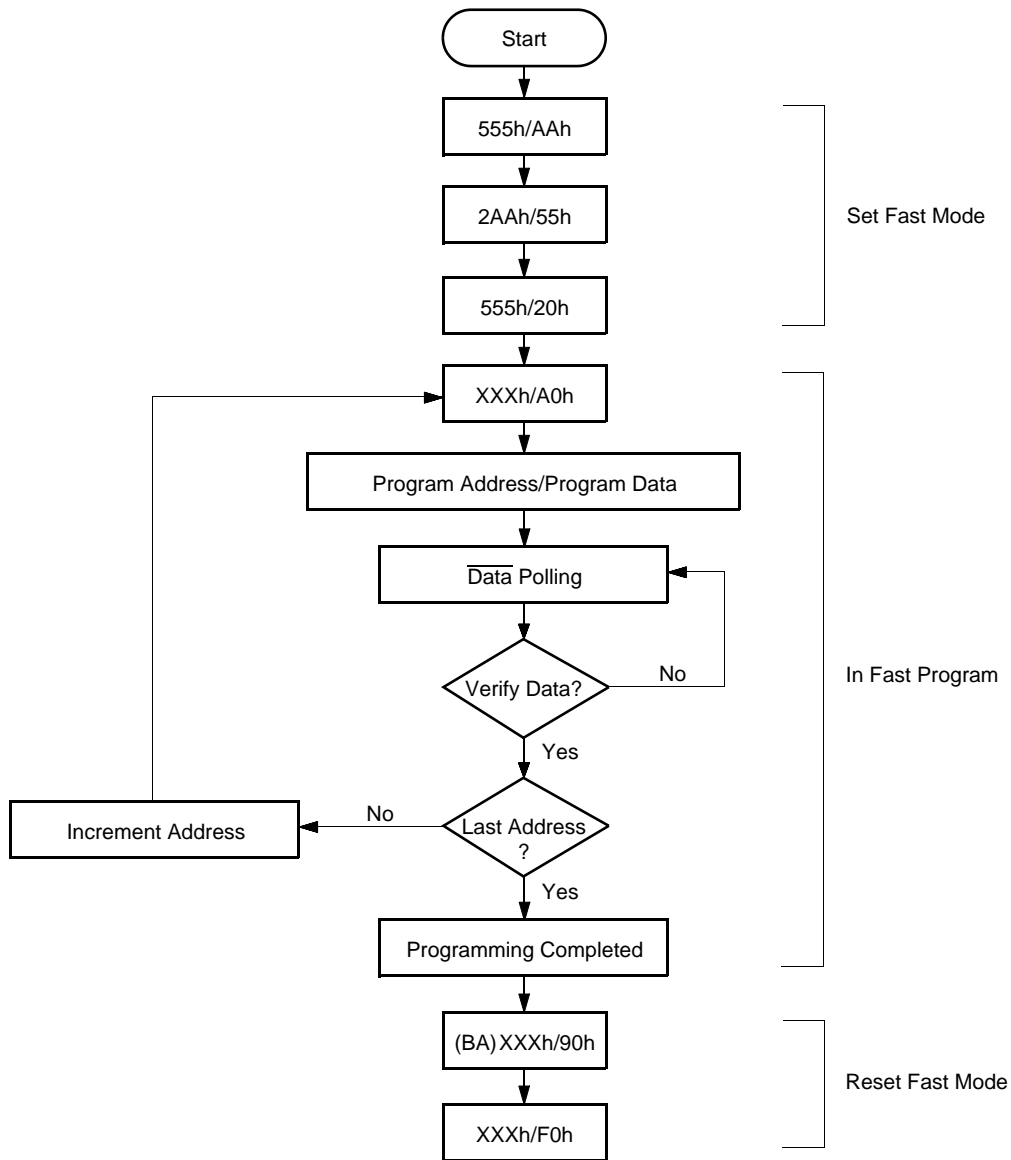 Start
555h/AAh
2AAh/55h
Set Fast Mode
555h/20h
XXXh/A0h
Program Address/Program Data
Data Polling
Verify Data?
No
In Fast Program
Yes
Increment Address
No
Last Address
?
Yes
Programming Completed
(BA)XXXh/90h
Reset Fast Mode
XXXh/F0h